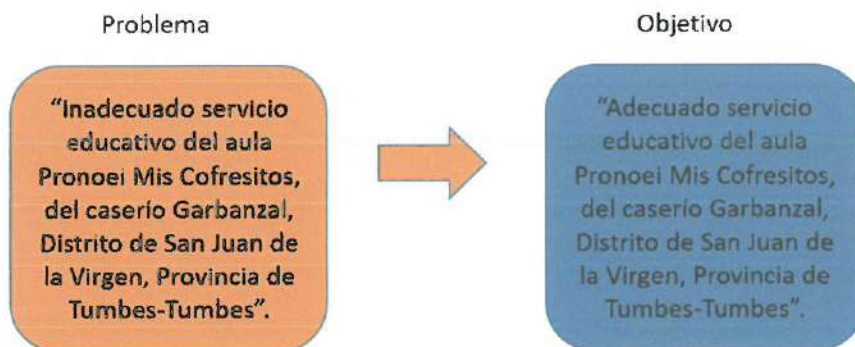 Problema
"Inadecuado servicio
educativo del aula
Pronoei Mis Cofresitos,
del caserío Garbanzal,
Distrito de San Juan de
la Virgen, Provincia de
Tumbes-Tumbes".
Objetivo
"Adecuado servicio
educativo del aula
Pronoei Mis Cofresitos,
del caserío Garbanzal,
Distrito de San Juan de
la Virgen, Provincia de
Tumbes-Tumbes".